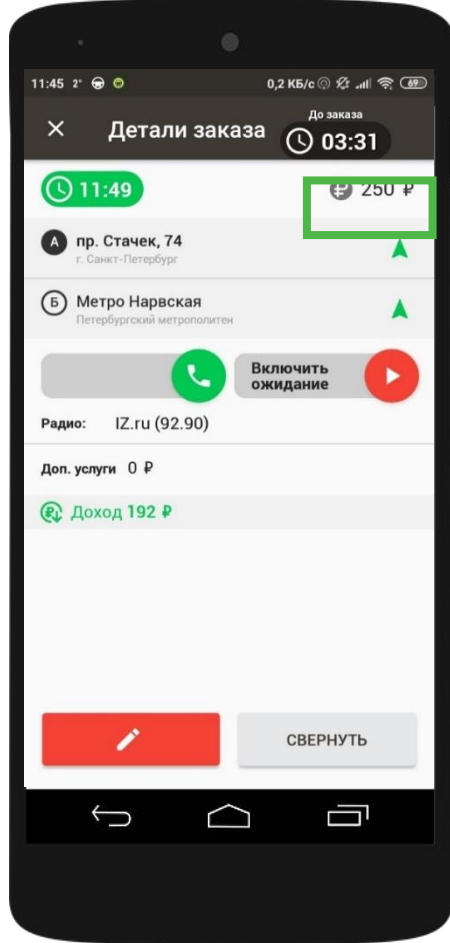 11:45 2° 0,2 КБ/с 69
До заказа
Детали заказа 03:31
11:49 250 ₽
А пр. Стачек, 74
г. Санкт-Петербург
Б Метро Нарвская
Петербургский метрополитен
Включить
ожидание
Радио: IZ.ru (92.90)
Доп. услуги 0 ₽
Доход 192 ₽
СВЕРНУТЬ